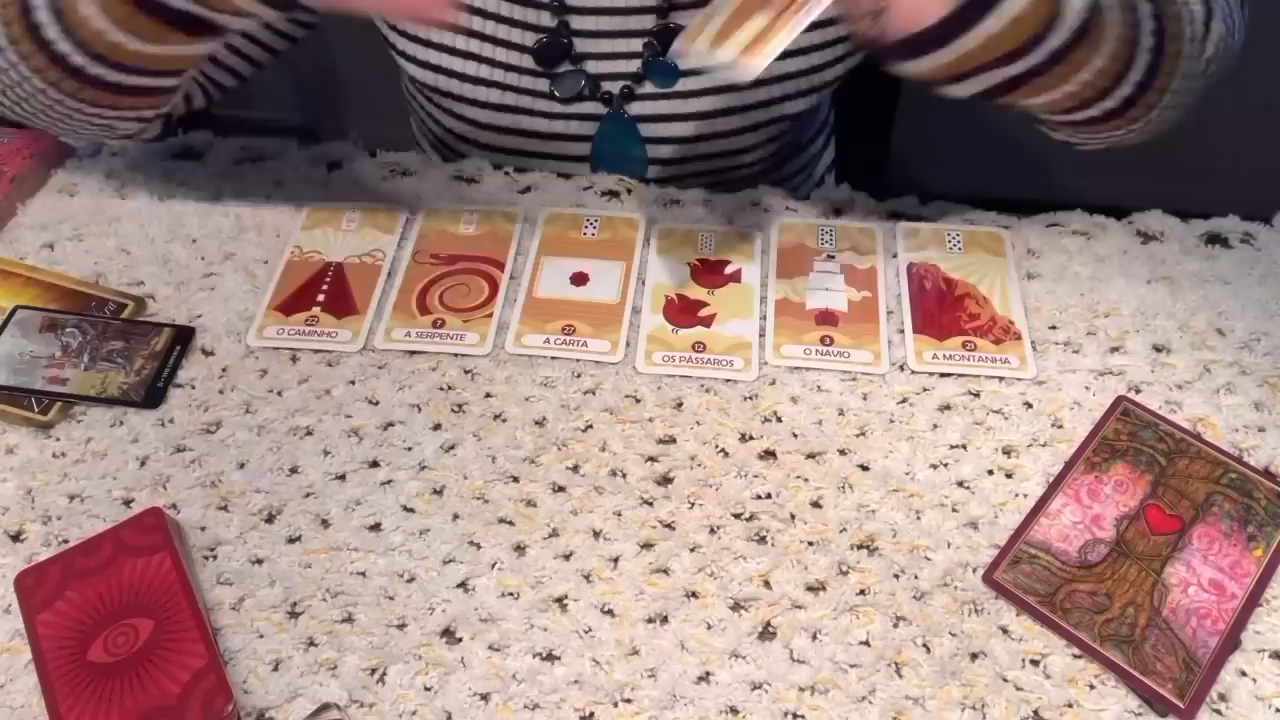 22
O CAMINHO
7
A SERPENTE
27
A CARTA
12
OS PÁSSAROS
3
O NAVIO
21
A MONTANHA